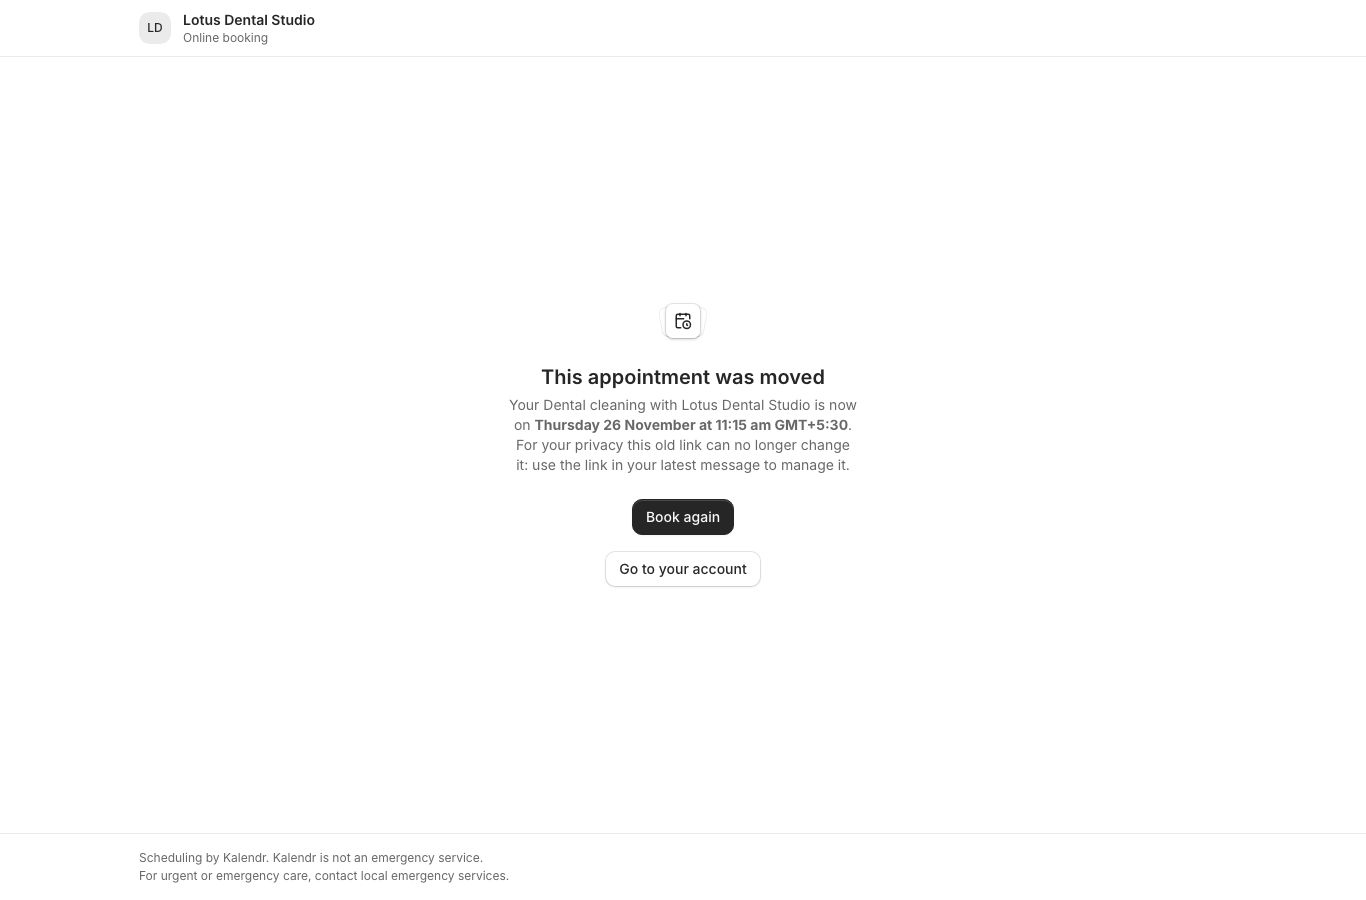 LD
Lotus Dental Studio
Online booking
This appointment was moved
Your Dental cleaning with Lotus Dental Studio is now
on Thursday 26 November at 11:15 am GMT+5:30.
For your privacy this old link can no longer change
it: use the link in your latest message to manage it.
Book again
Go to your account
Scheduling by Kalendr. Kalendr is not an emergency service.
For urgent or emergency care, contact local emergency services.